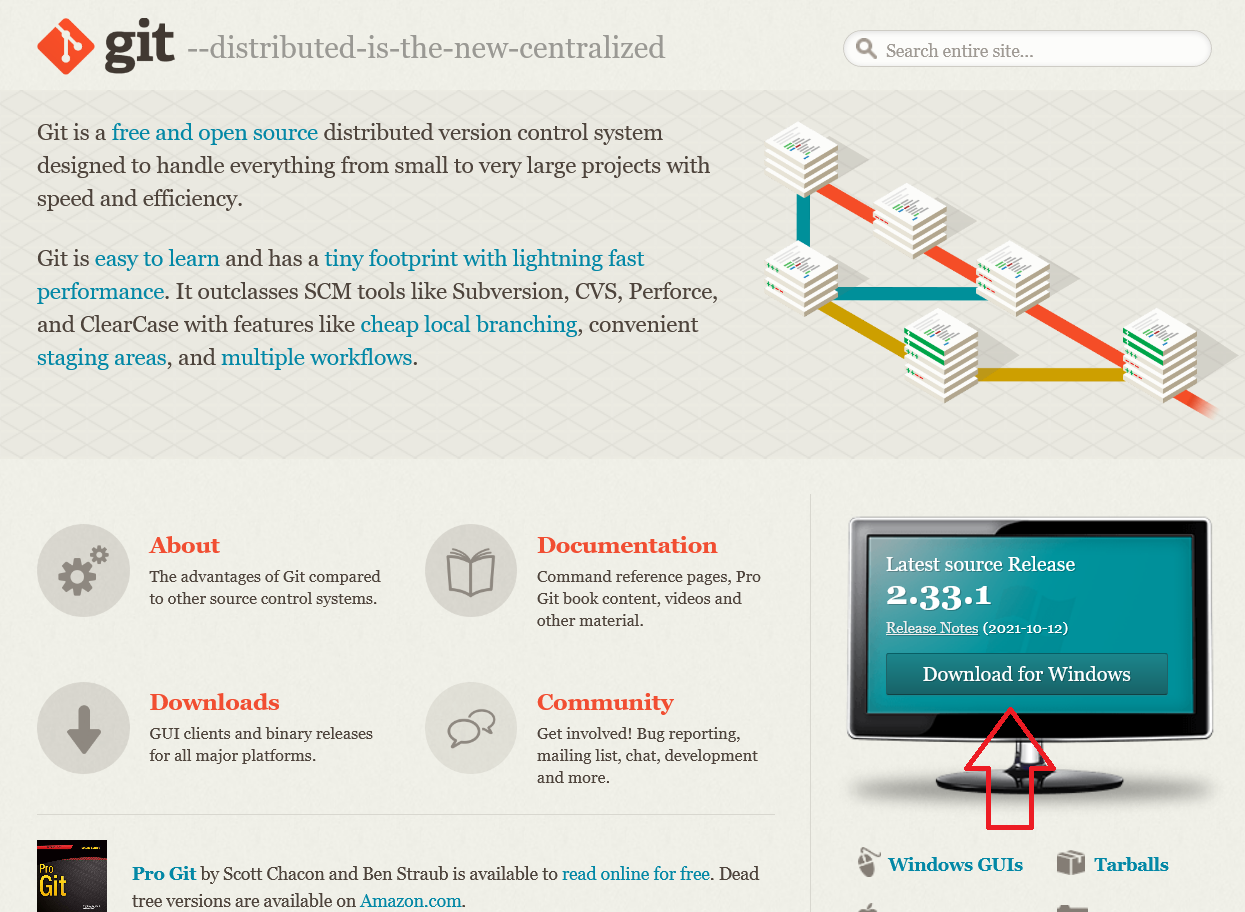 git --distributed-is-the-new-centralized
Search entire site...
Git is a free and open source distributed version control system
designed to handle everything from small to very large projects with
speed and efficiency.
Git is easy to learn and has a tiny footprint with lightning fast
performance. It outclasses SCM tools like Subversion, CVS, Perforce,
and ClearCase with features like cheap local branching, convenient
staging areas, and multiple workflows.
About
The advantages of Git compared
to other source control systems.
Documentation
Command reference pages, Pro
Git book content, videos and
other material.
Downloads
GUI clients and binary releases
for all major platforms.
Community
Get involved! Bug reporting,
mailing list, chat, development
and more.
Latest source Release
2.33.1
Release Notes (2021-10-12)
Download for Windows
Windows GUIs
Tarballs
Pro
Git
Pro Git by Scott Chacon and Ben Straub is available to read online for free. Dead
tree versions are available on Amazon.com.